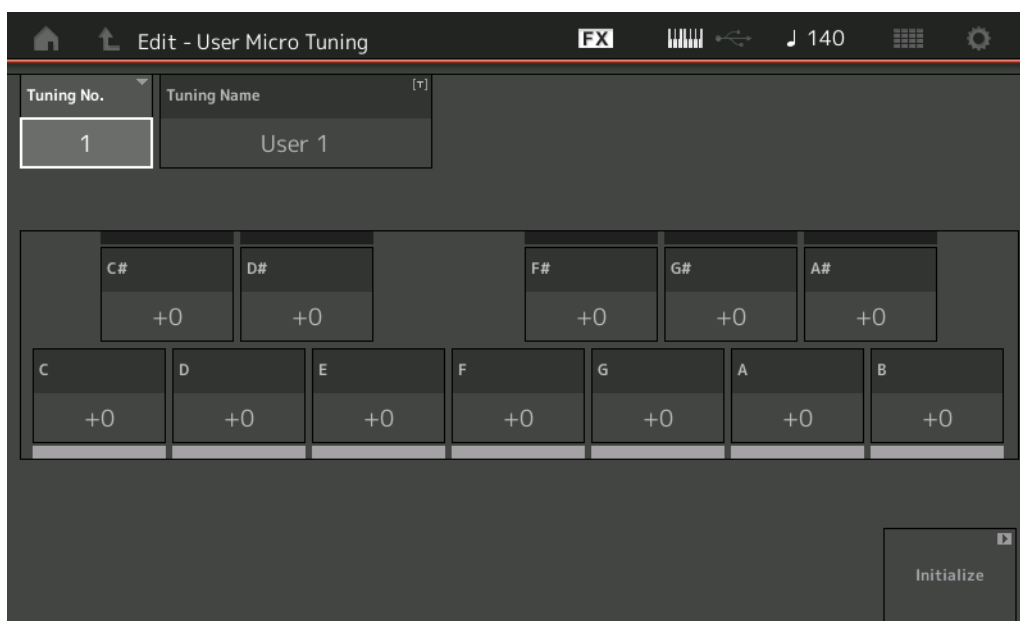 Edit - User Micro Tuning FX ♩ 140
Tuning No. Tuning Name [T]
1 User 1
C# D# F# G# A#
+0 +0 +0 +0 +0
C D E F G A B
+0 +0 +0 +0 +0 +0 +0
Initialize